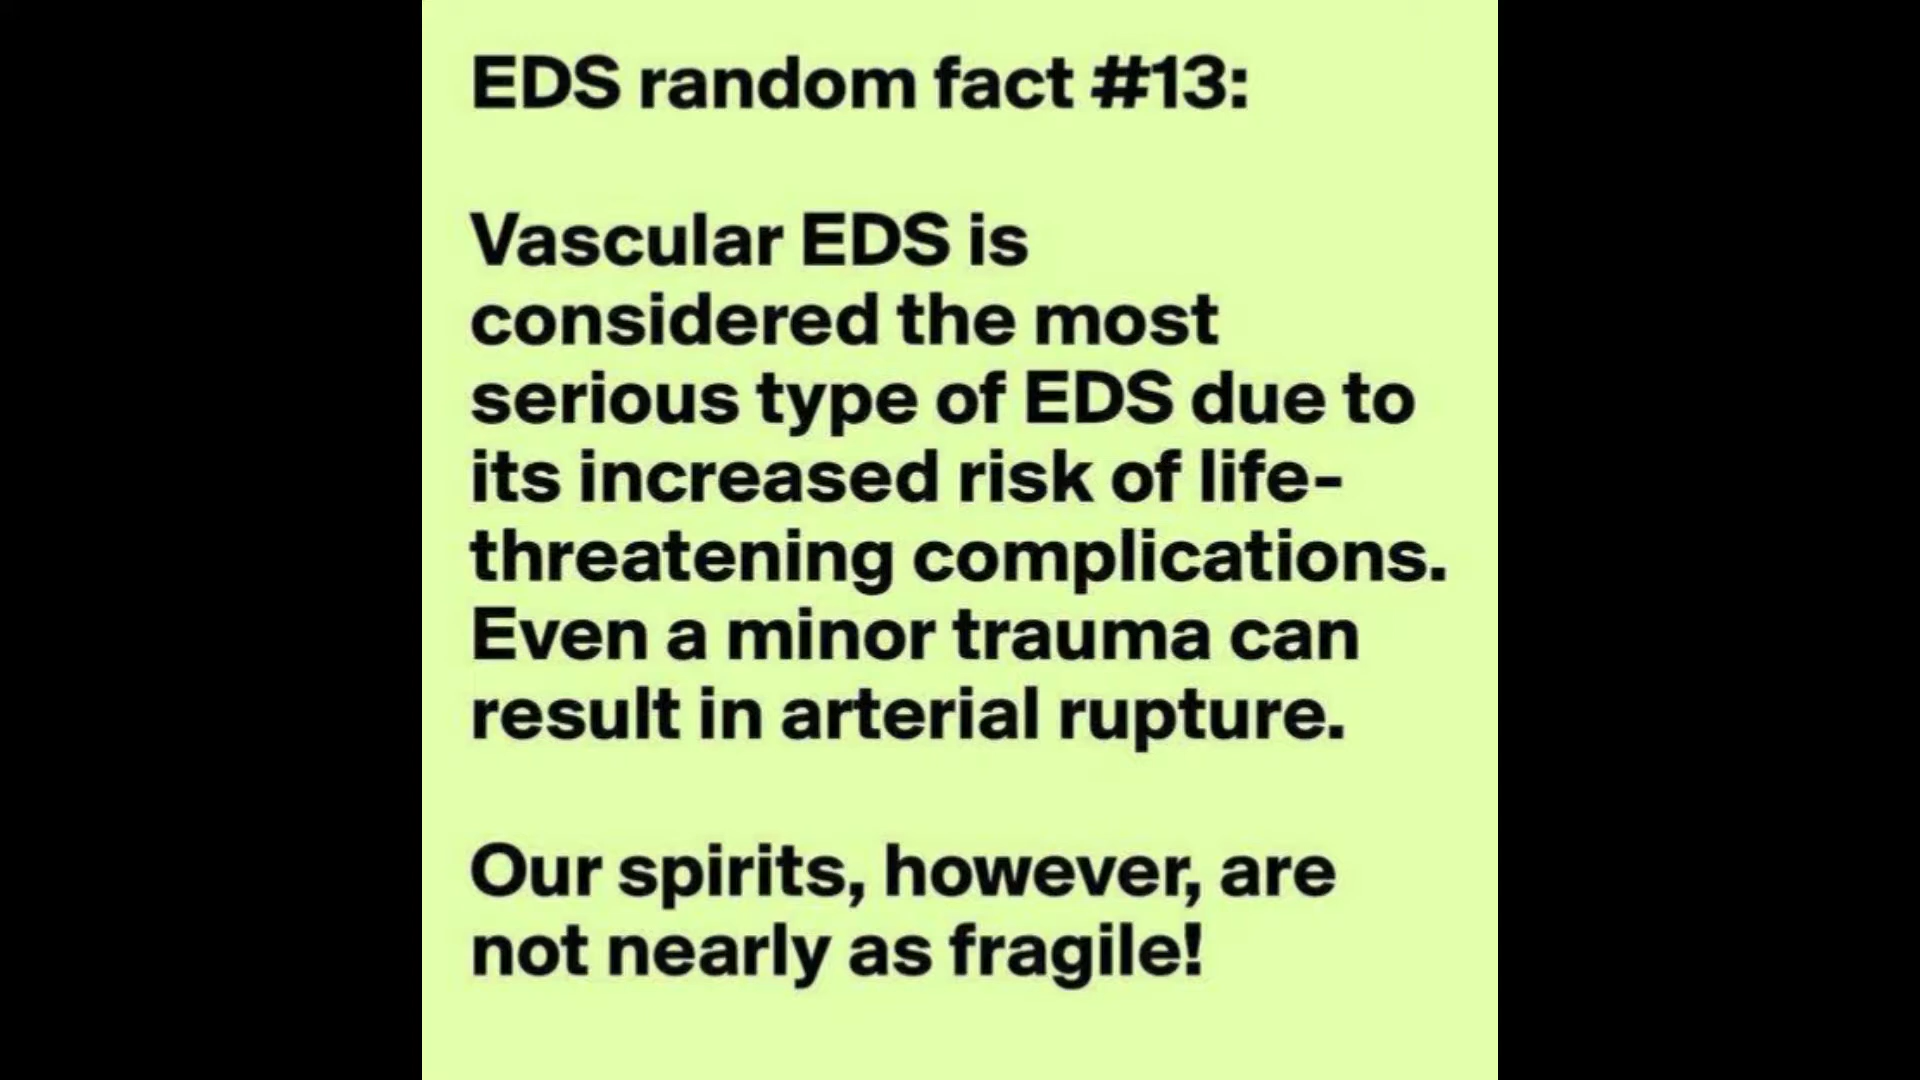 EDS random fact #13:
Vascular EDS is
considered the most
serious type of EDS due to
its increased risk of life-
threatening complications.
Even a minor trauma can
result in arterial rupture.
Our spirits, however, are
not nearly as fragile!